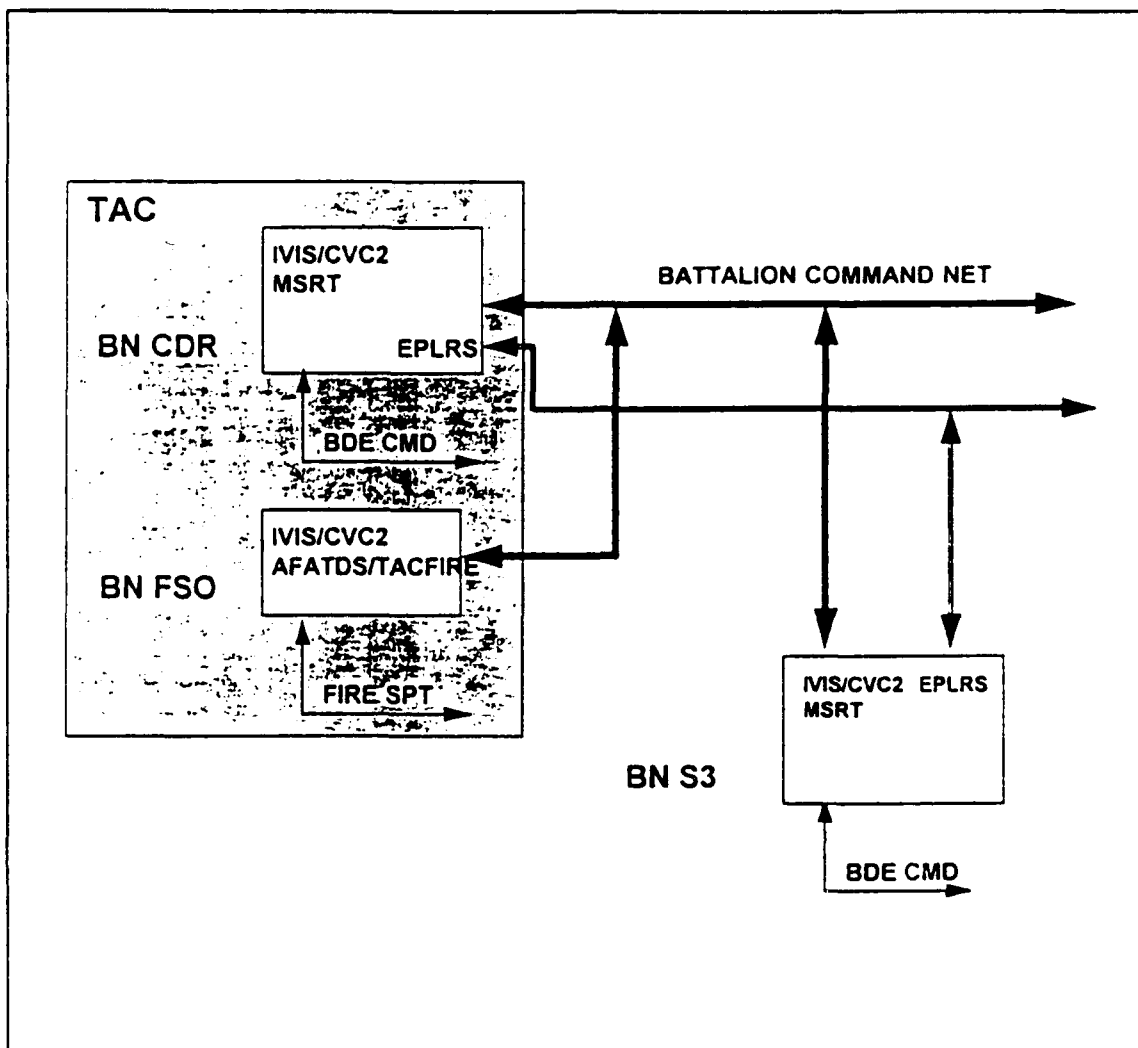 TAC
IVIS/CVC2
MSRT
BATTALION COMMAND NET
BN CDR
EPLRS
BDE CMD
IVIS/CVC2
AFATDS/TACFIRE
BN FSO
FIRE SPT
IVIS/CVC2 EPLRS
MSRT
BN S3
BDE CMD